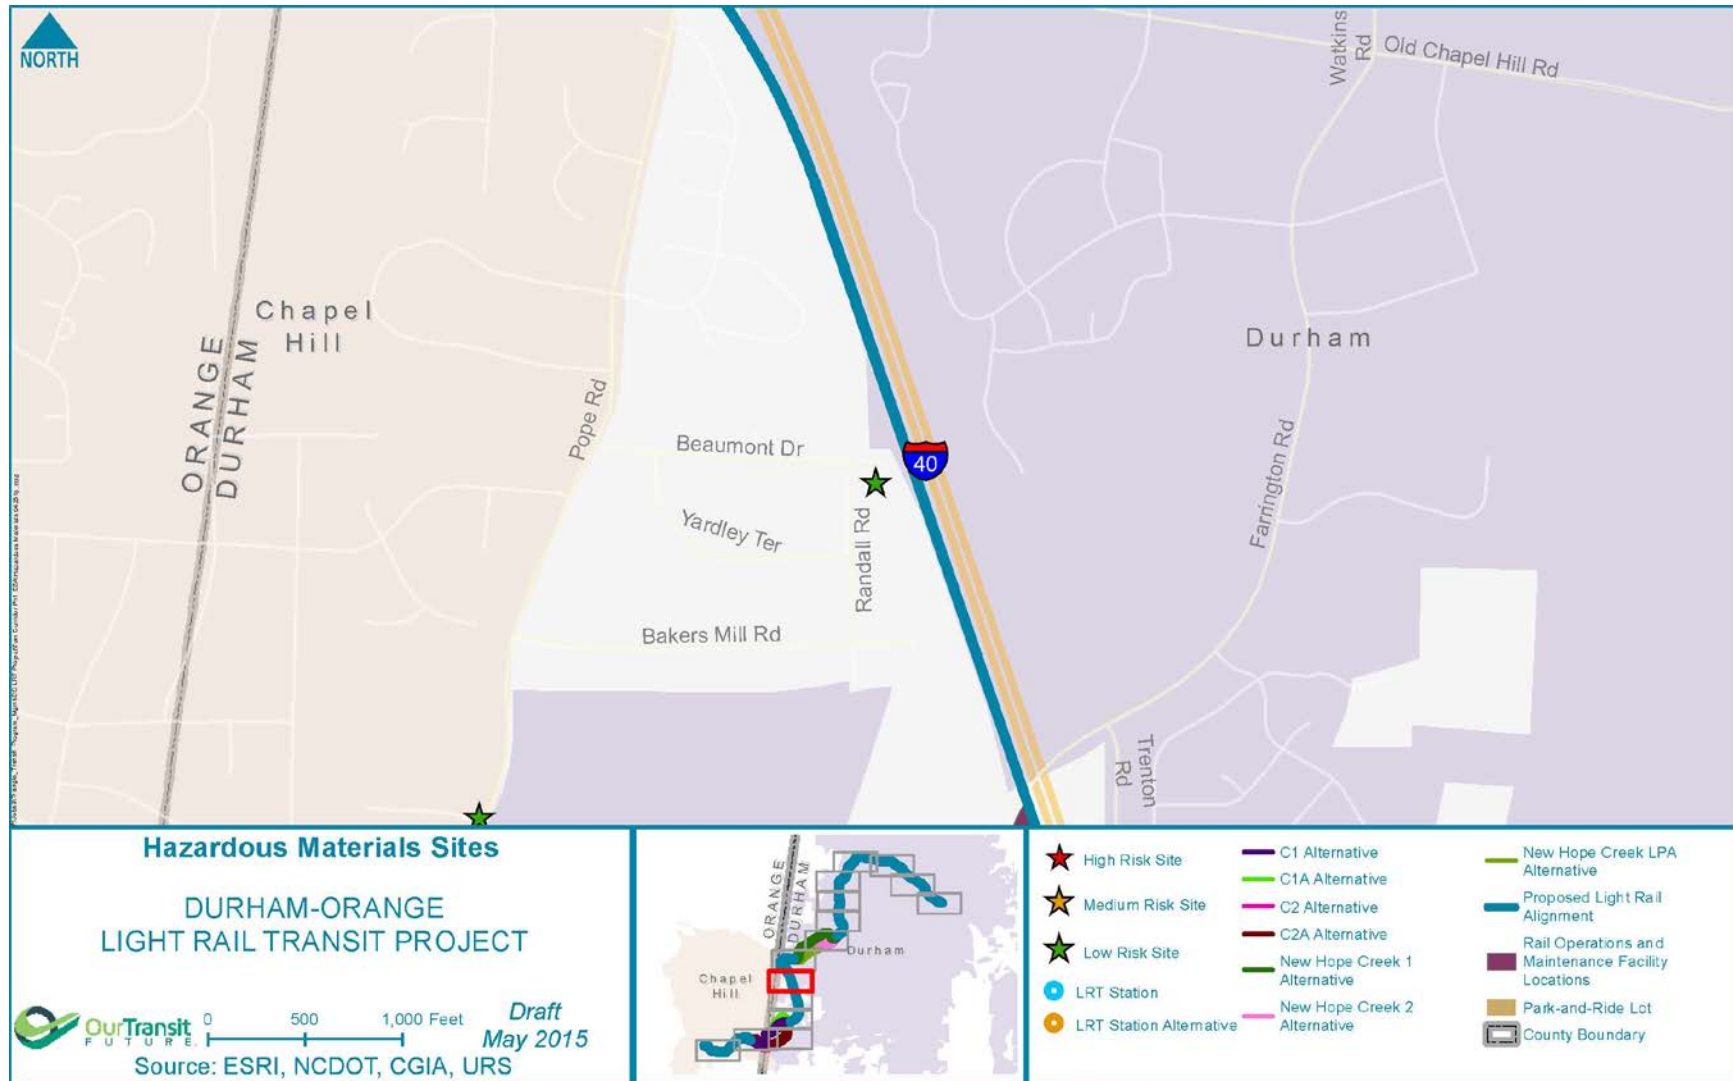 NORTH
Watkins
Rd
Old Chapel Hill Rd
Chapel
Hill
ORANGE
DURHAM
Durham
Pope Rd
Beaumont Dr
40
Farrington Rd
Yardley Ter
Randall Rd
Bakers Mill Rd
Trenton
Rd
Hazardous Materials Sites
DURHAM-ORANGE
LIGHT RAIL TRANSIT PROJECT
OurTransit
FUTURE
0 500 1,000 Feet
Draft
May 2015
Source: ESRI, NCDOT, CGIA, URS
ORANGE
DURHAM
Durham
Chapel
Hill
High Risk Site
Medium Risk Site
Low Risk Site
LRT Station
LRT Station Alternative
C1 Alternative
C1A Alternative
C2 Alternative
C2A Alternative
New Hope Creek 1
Alternative
New Hope Creek 2
Alternative
New Hope Creek LPA
Alternative
Proposed Light Rail
Alignment
Rail Operations and
Maintenance Facility
Locations
Park-and-Ride Lot
County Boundary